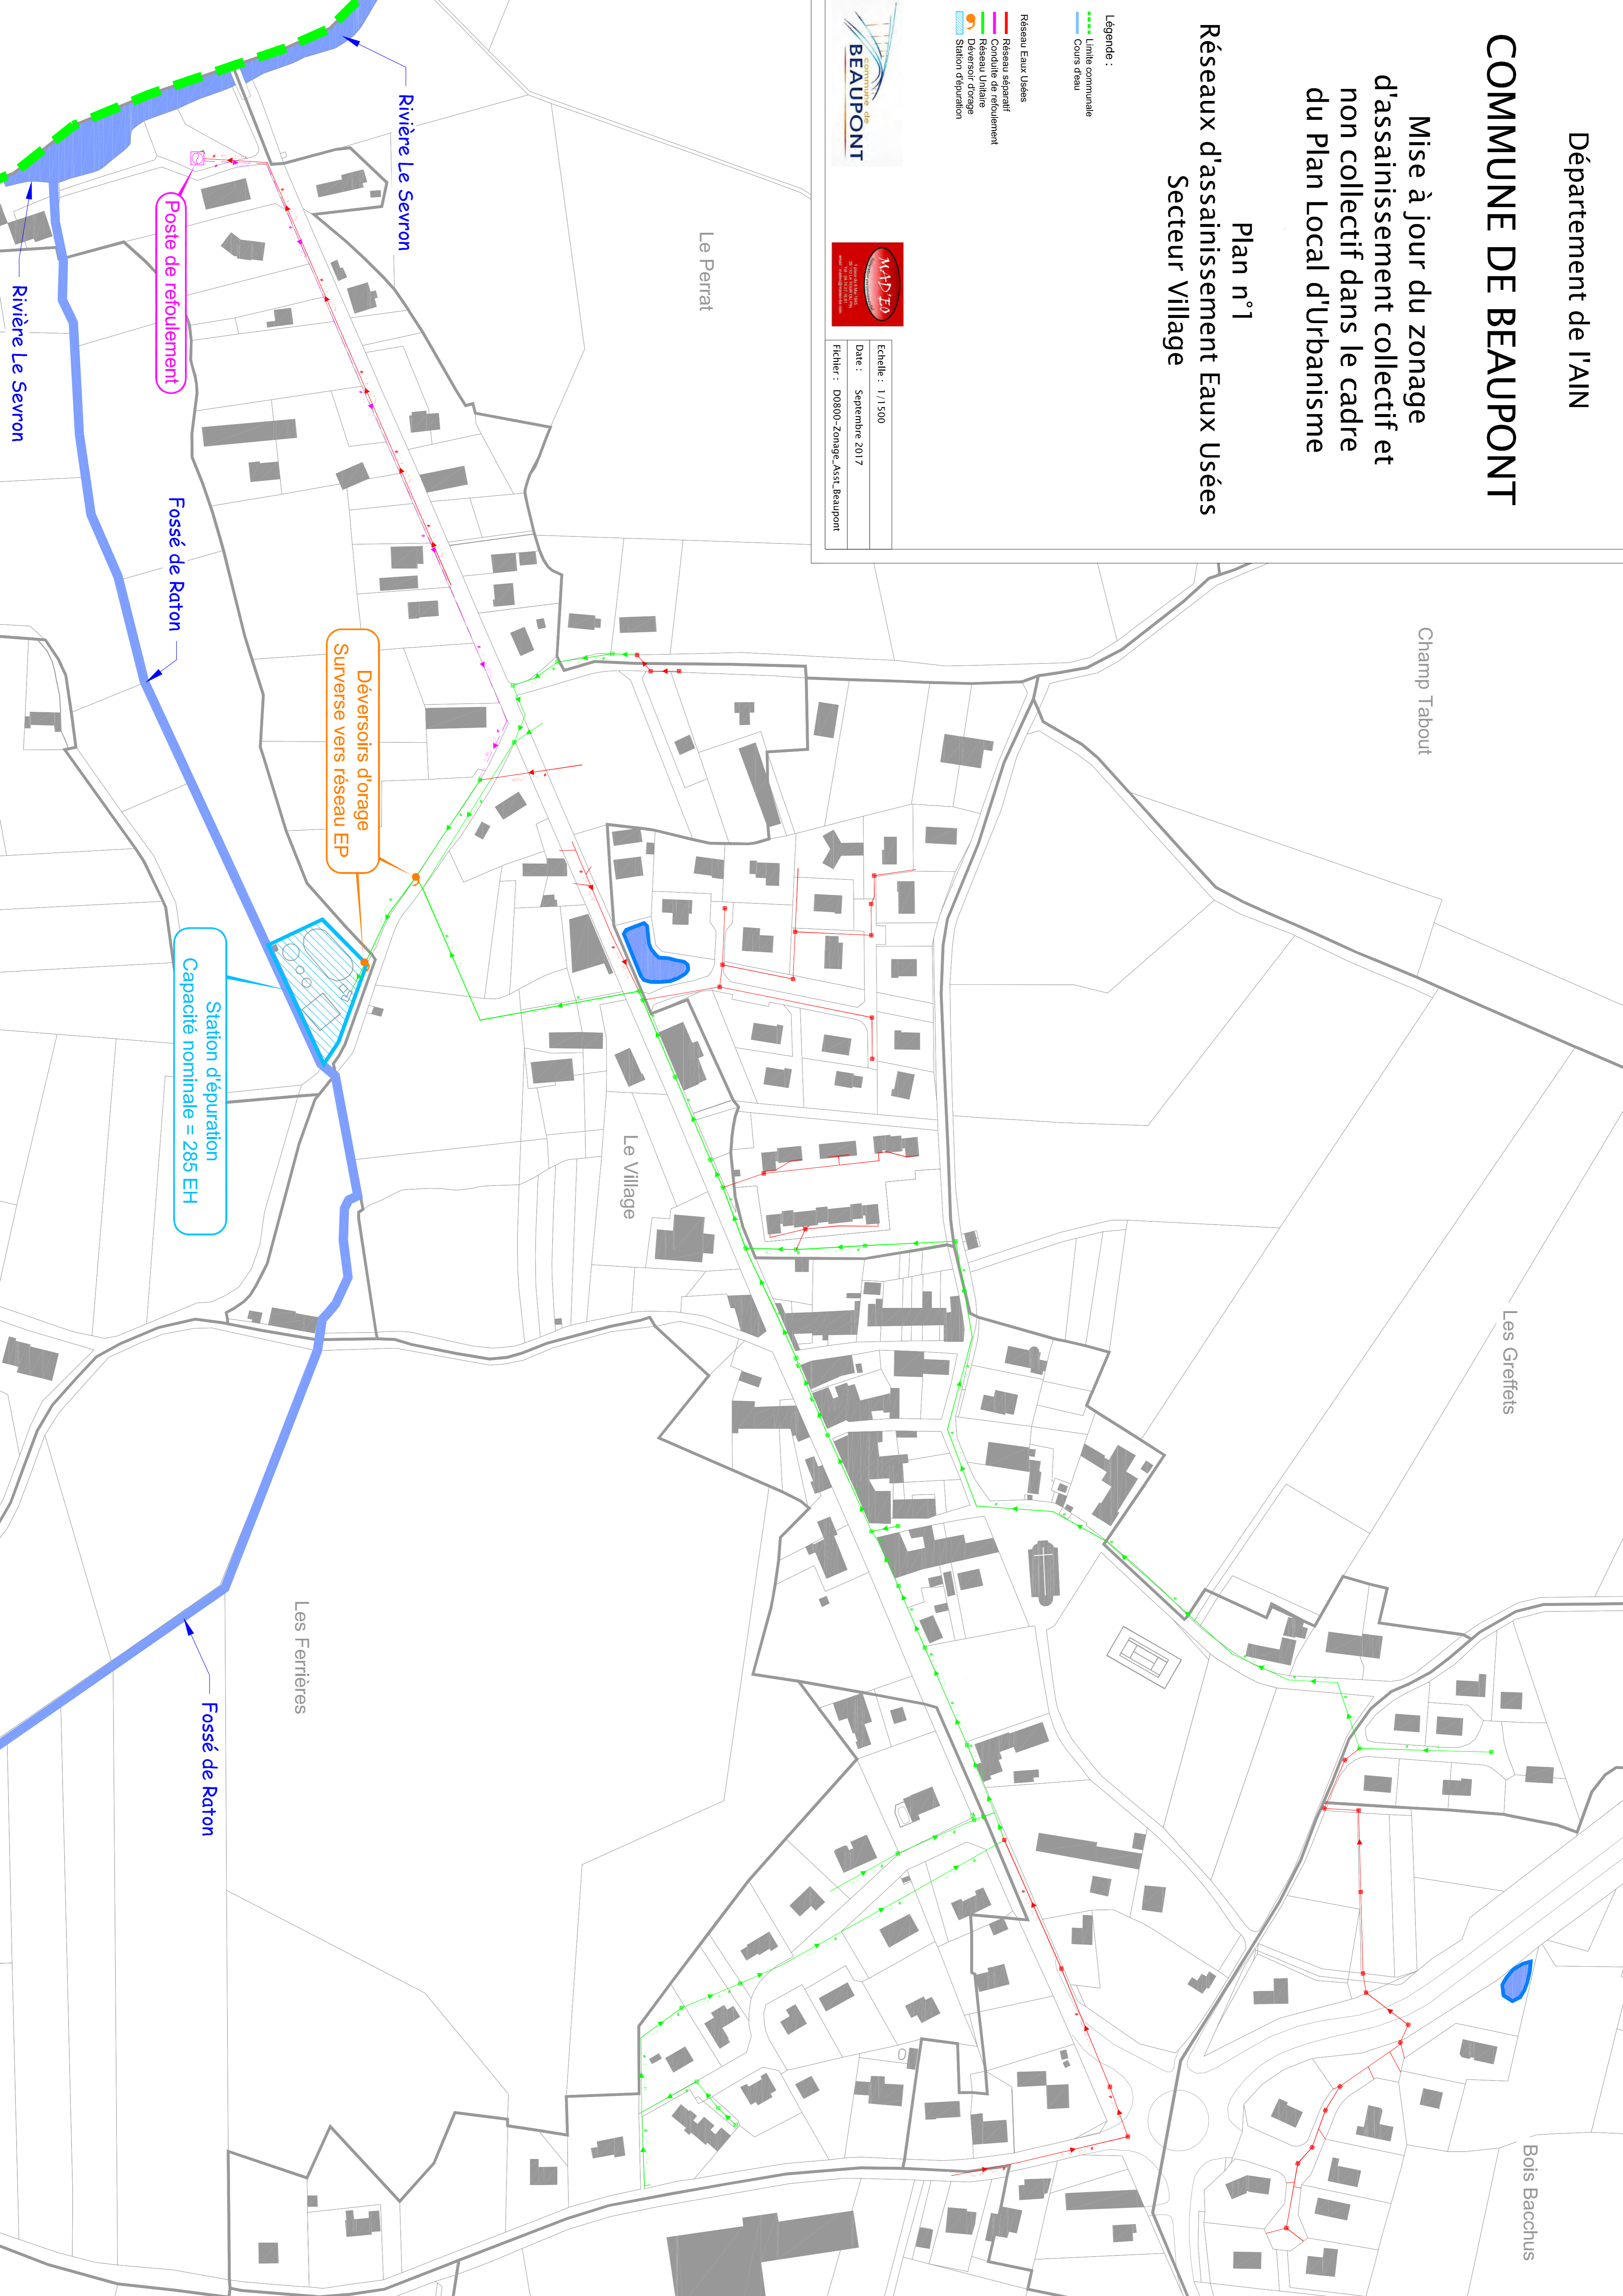 Département de l'AIN
COMMUNE DE BEAUPONT
Mise à jour du zonage
d'assainissement collectif et
non collectif dans le cadre
du Plan Local d'Urbanisme
Plan n°1
Réseaux d'assainissement Eaux Usées
Secteur Village
Légende :
Limite communale
Cours d'eau
Réseau Eaux Usées
Réseau séparatif
Conduite de refoulement
Réseau Unitaire
Déversoir d'orage
Station d'épuration
commune de
BEAUPONT
MAD'EO
Echelle : 1/1500
Date : Septembre 2017
Fichier : D0800-Zonage_Asst_Beaupont
Champ Tabout
Les Greffets
Bois Bacchus
Le Perrat
Le Village
Les Ferrières
Rivière Le Sevron
Rivière Le Sevron
Poste de refoulement
Fossé de Raton
Déversoirs d'orage
Surverse vers réseau EP
Station d'épuration
Capacité nominale = 285 EH
Fossé de Raton